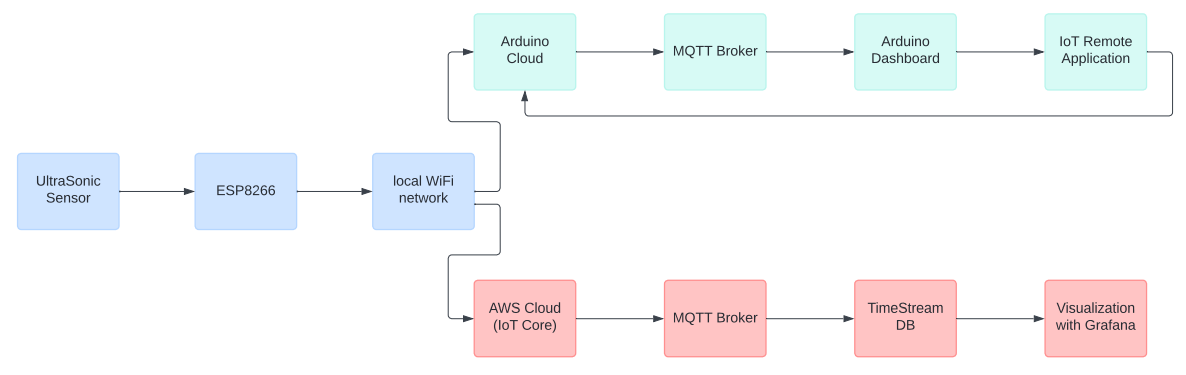 Arduino
Cloud
MQTT Broker
Arduino
Dashboard
IoT Remote
Application
UltraSonic
Sensor
ESP8266
local WiFi
network
AWS Cloud
(IoT Core)
MQTT Broker
TimeStream
DB
Visualization
with Grafana